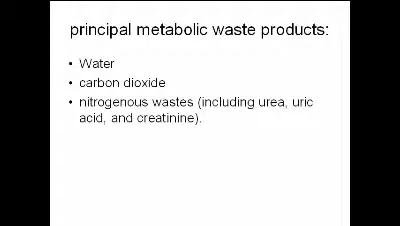 principal metabolic waste products:
• Water
• carbon dioxide
• nitrogenous wastes (including urea, uric
acid, and creatinine).